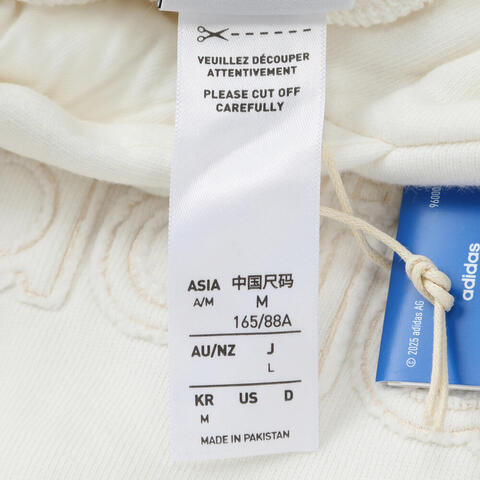 VEUILLEZ DÉCOUPER
ATTENTIVEMENT
PLEASE CUT OFF
CAREFULLY
ASIA 中国尺码
A/M M
165/88A
AU/NZ J
L
KR US D
M
MADE IN PAKISTAN
adidas
© 2025 adidas AG